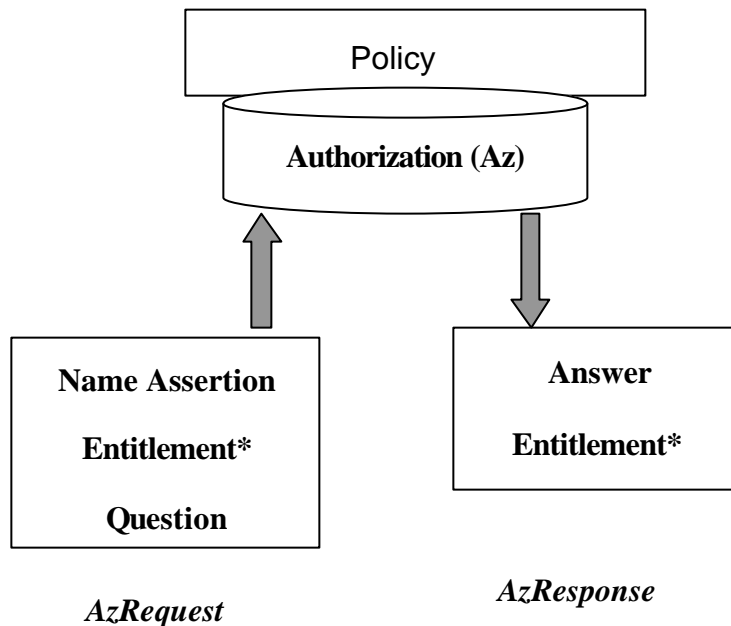 Policy
Authorization (Az)
Name Assertion
Entitlement*
Question
Answer
Entitlement*
AzRequest
AzResponse